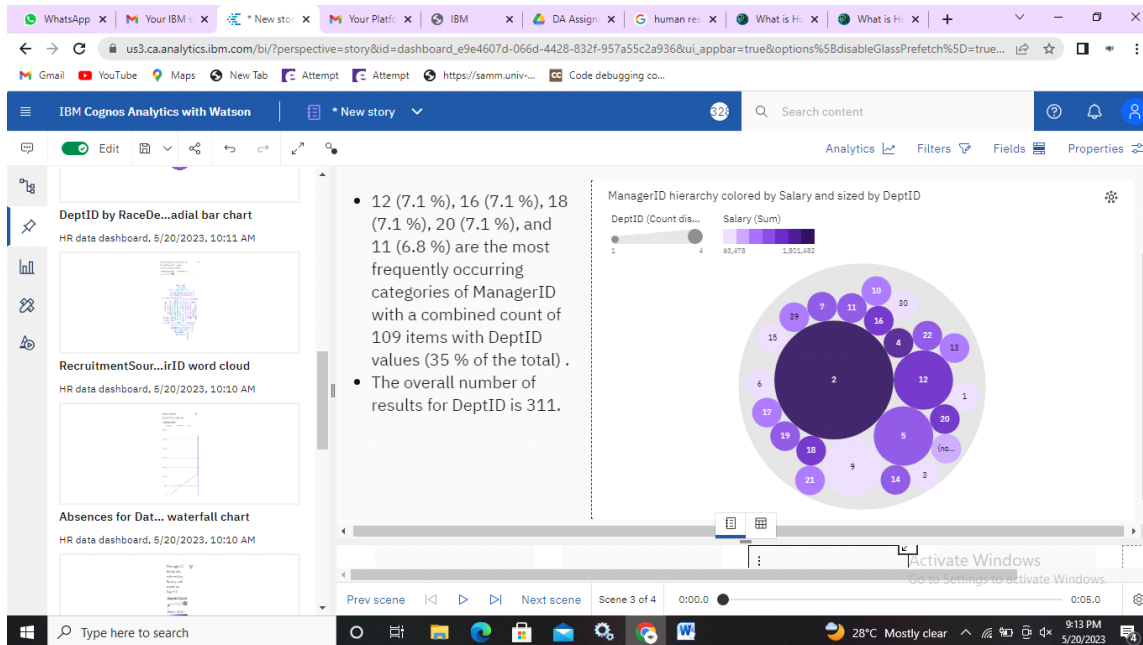 WhatsApp
Your IBM s
* New stor
Your Platfo
IBM
DA Assign
human res
What is Hu
What is Hu
us3.ca.analytics.ibm.com/bi/?perspective=story&id=dashboard_e9e4607d-066d-4428-832f-957a55c2a936&ui_appbar=true&options%5BdisableGlassPrefetch%5D=true...
Gmail
YouTube
Maps
New Tab
Attempt
Attempt
https://samm.univ-...
CC
Code debugging co...
IBM Cognos Analytics with Watson
* New story
328
Search content
Edit
Analytics
Filters
Fields
Properties
DeptID by RaceDe...adial bar chart
HR data dashboard, 5/20/2023, 10:11 AM
RecruitmentSour...irID word cloud
HR data dashboard, 5/20/2023, 10:10 AM
Absences for Dat... waterfall chart
HR data dashboard, 5/20/2023, 10:10 AM
• 12 (7.1 %), 16 (7.1 %), 18
(7.1 %), 20 (7.1 %), and
11 (6.8 %) are the most
frequently occurring
categories of ManagerID
with a combined count of
109 items with DeptID
values (35 % of the total) .
• The overall number of
results for DeptID is 311.
ManagerID hierarchy colored by Salary and sized by DeptID
DeptID (Count dis...
Salary (Sum)
1
4
63,478
1,801,482
10
30
7
11
39
16
15
4
22
13
2
12
6
1
17
20
19
5
18
(no...
9
3
21
14
Activate Windows
Go to Settings to activate Windows.
Prev scene
Next scene
Scene 3 of 4
0:00.0
0:05.0
Type here to search
W
28°C Mostly clear
9:13 PM
5/20/2023
4